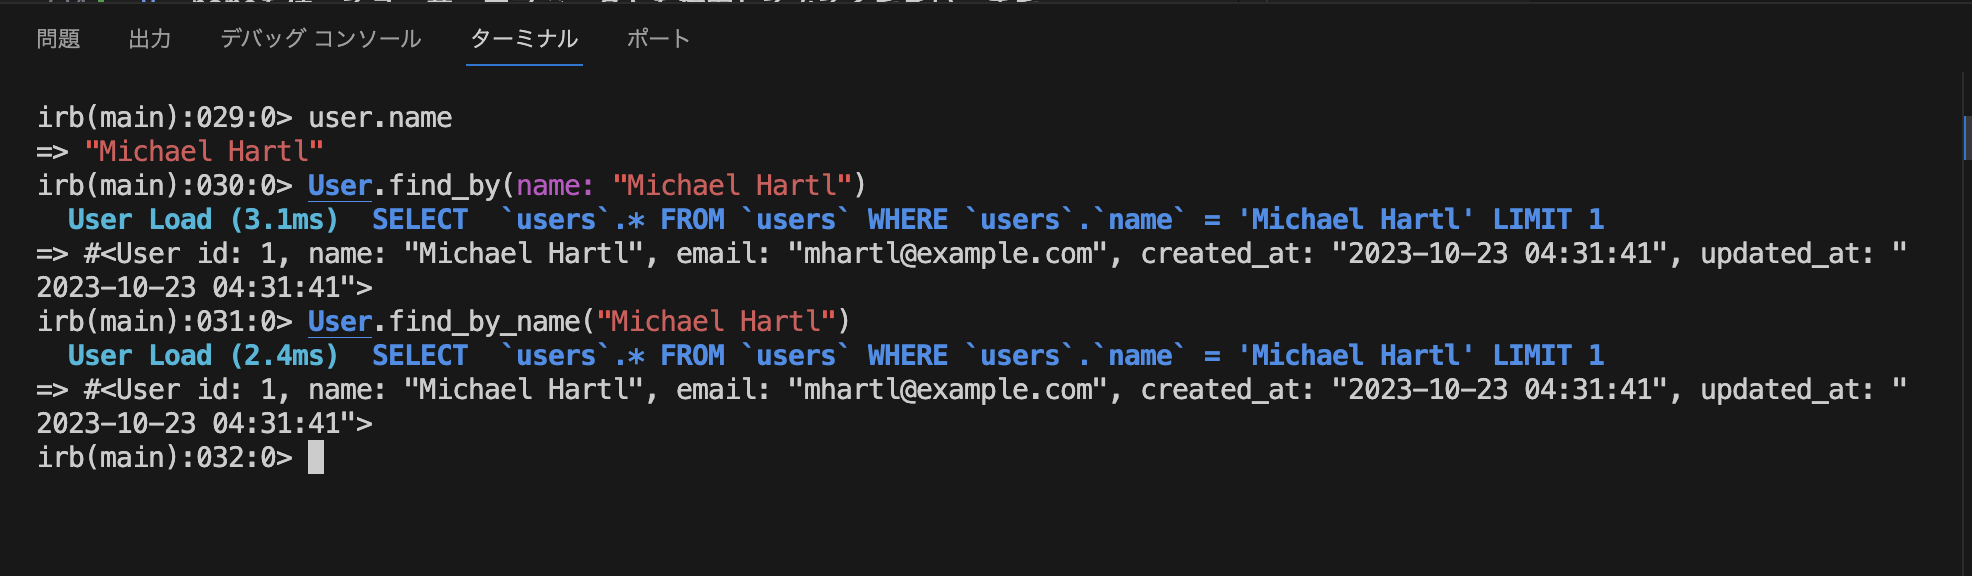 問題 出力 デバッグ コンソール ターミナル ポート
irb(main):029:0> user.name
=> "Michael Hartl"
irb(main):030:0> User.find_by(name: "Michael Hartl")
  User Load (3.1ms)  SELECT  `users`.* FROM `users` WHERE `users`.`name` = 'Michael Hartl' LIMIT 1
=> #<User id: 1, name: "Michael Hartl", email: "mhartl@example.com", created_at: "2023-10-23 04:31:41", updated_at: "
2023-10-23 04:31:41">
irb(main):031:0> User.find_by_name("Michael Hartl")
  User Load (2.4ms)  SELECT  `users`.* FROM `users` WHERE `users`.`name` = 'Michael Hartl' LIMIT 1
=> #<User id: 1, name: "Michael Hartl", email: "mhartl@example.com", created_at: "2023-10-23 04:31:41", updated_at: "
2023-10-23 04:31:41">
irb(main):032:0>